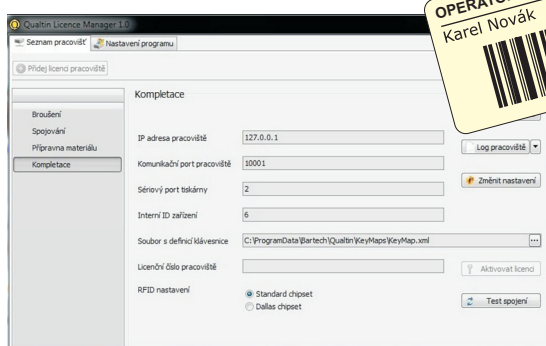 Qualtin Licence Manager 1.0
Seznam pracovišť Nastavení programu
Přidej licenci pracoviště
OPERÁTOR
Karel Novák
Broušení
Spojování
Přípravna materiálu
Kompletace
Kompletace
IP adresa pracoviště 127.0.0.1
Komunikační port pracoviště 10001
Sériový port tiskárny 2
Interní ID zařízení 6
Soubor s definicí klávesnice C:\ProgramData\Bartech\Qualtin\KeyMaps\KeyMap.xml ...
Licenční číslo pracoviště
RFID nastavení
Standard chipset
Dallas chipset
Log pracoviště
Změnit nastavení
Aktivovat licenci
Test spojení